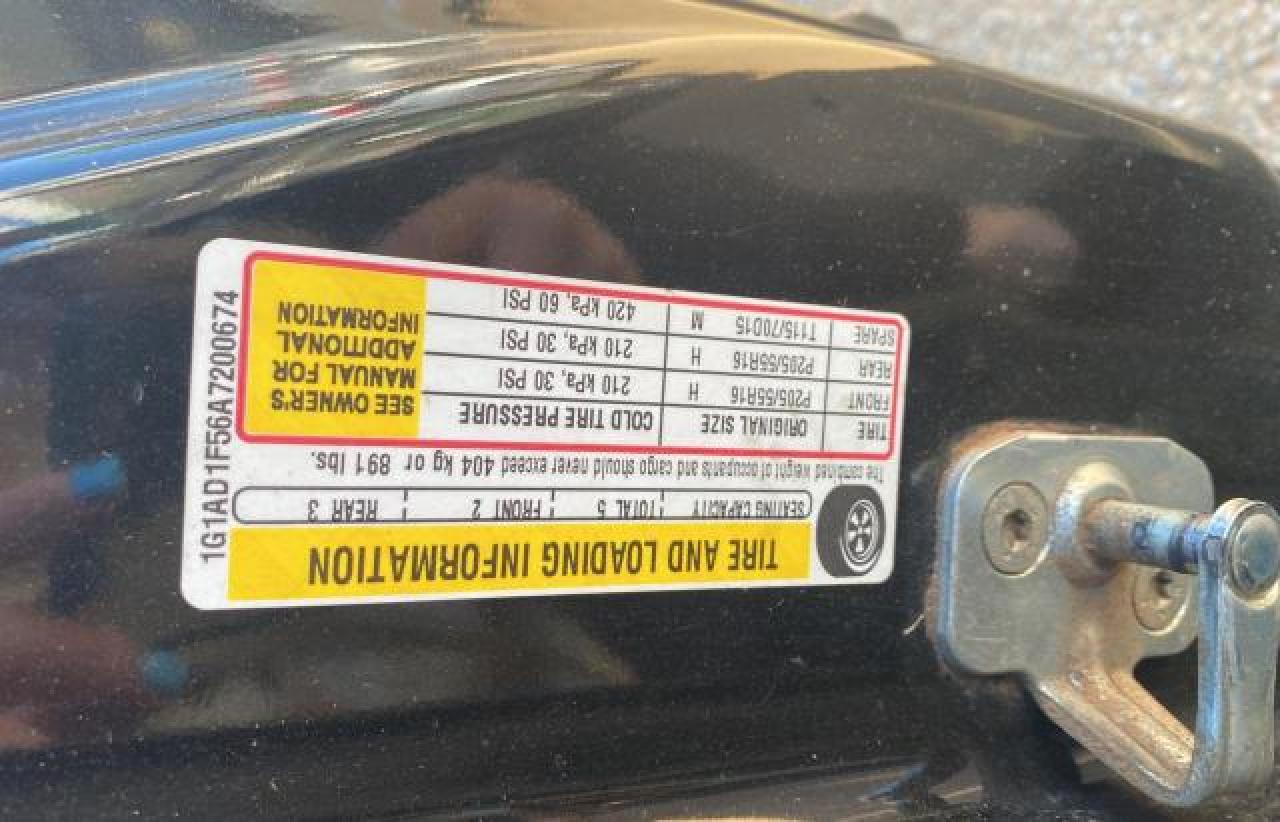 TIRE AND LOADING INFORMATION
SEATING CAPACITY TOTAL 5 FRONT 2 REAR 3
The combined weight of occupants and cargo should never exceed 404 kg or 891 lbs.
TIRE ORIGINAL SIZE COLD TIRE PRESSURE
FRONT P205/55R16 H 210 kPa, 30 PSI
REAR P205/55R16 H 210 kPa, 30 PSI
SPARE T115/70D15 M 420 kPa, 60 PSI
SEE OWNER'S
MANUAL FOR
ADDITIONAL
INFORMATION
1G1AD1F56A7200674